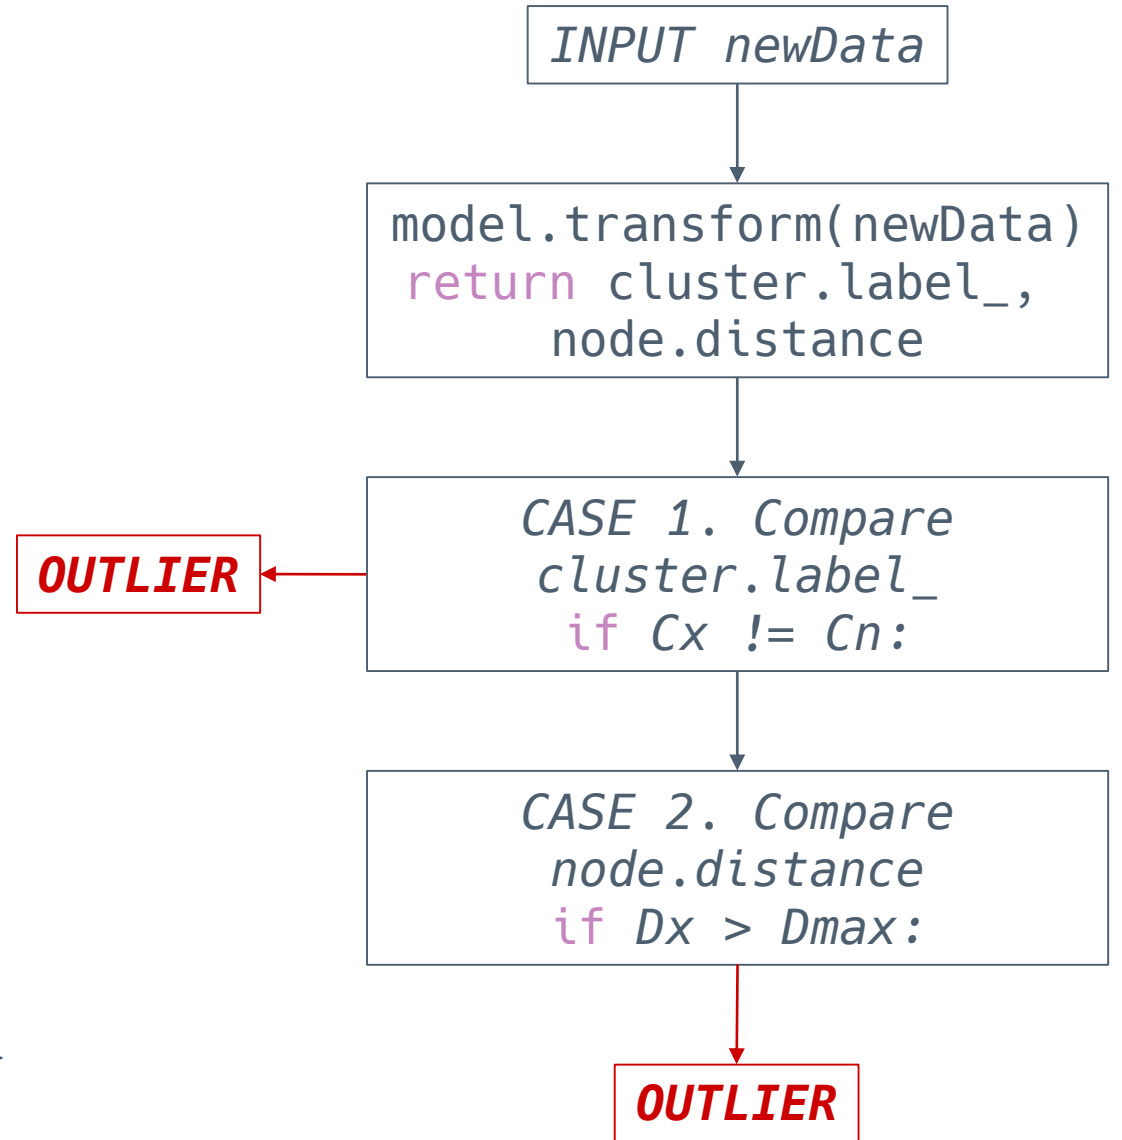 INPUT newData
model.transform(newData)
return cluster.label_,
node.distance
CASE 1. Compare
cluster.label_
if Cx != Cn:
OUTLIER
CASE 2. Compare
node.distance
if Dx > Dmax:
OUTLIER